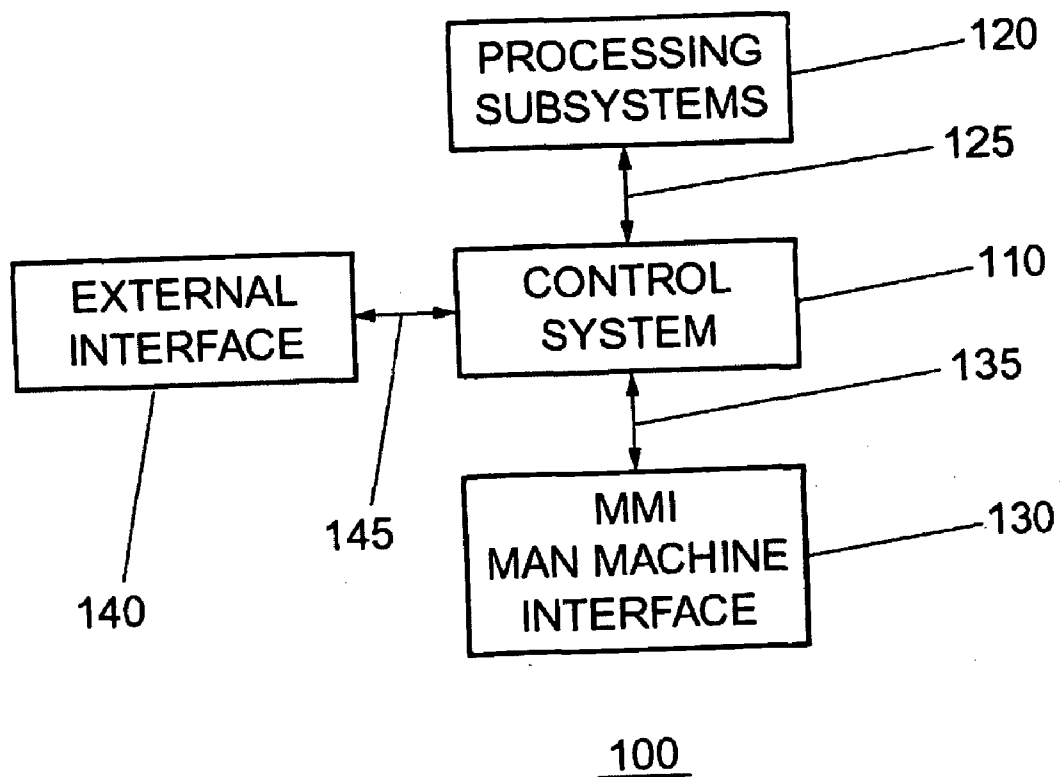 PROCESSING
SUBSYSTEMS
120
125
EXTERNAL
INTERFACE
CONTROL
SYSTEM
110
135
145
140
MMI
MAN MACHINE
INTERFACE
130
100